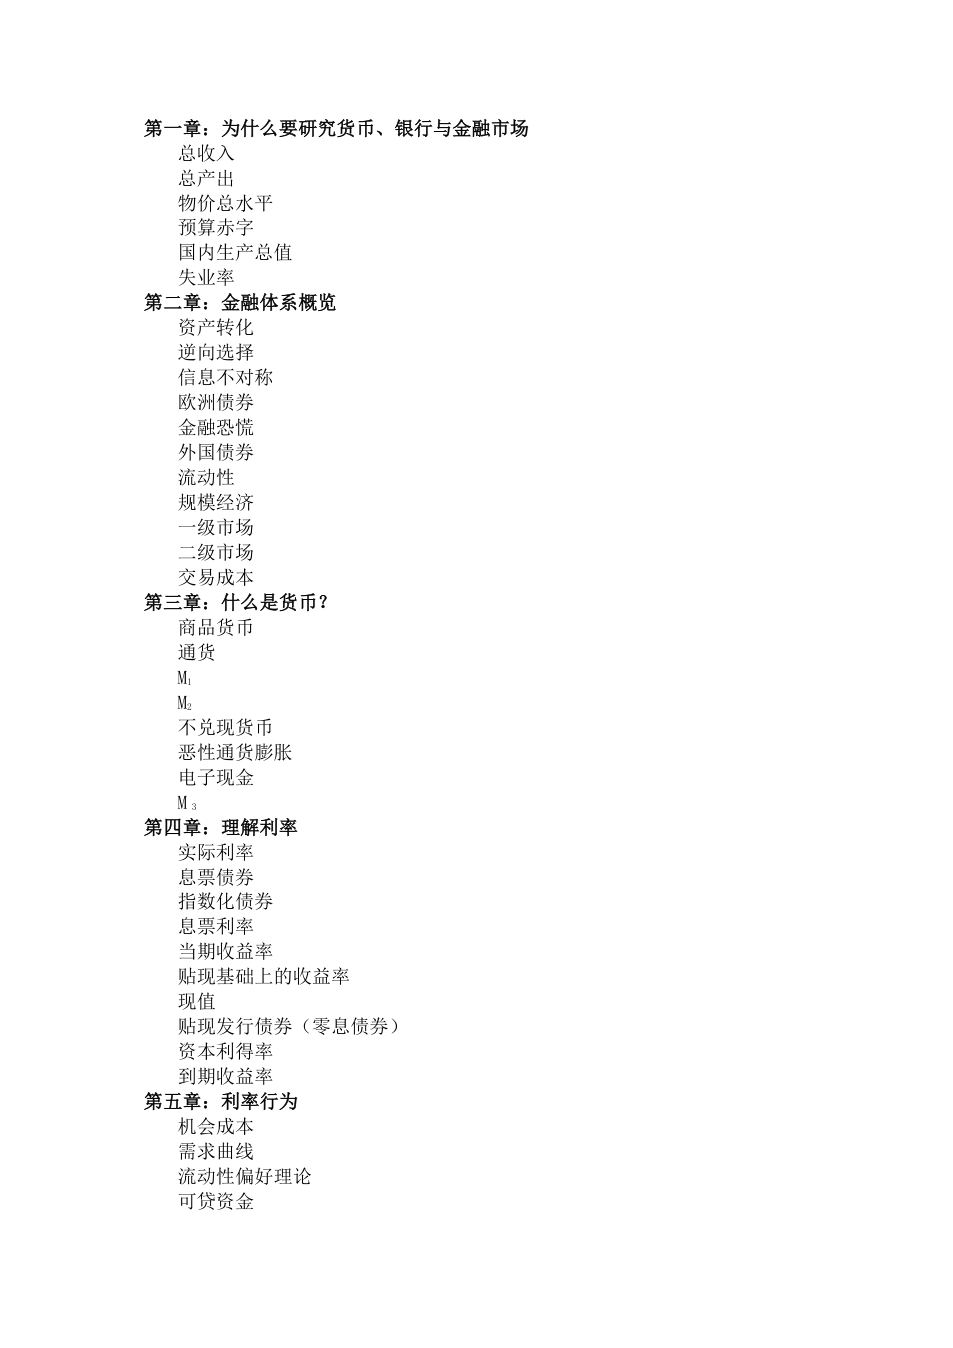 第一章：为什么要研究货币、银行与金融市场
总收入
总产出
物价总水平
预算赤字
国内生产总值
失业率
第二章：金融体系概览
资产转化
逆向选择
信息不对称
欧洲债券
金融恐慌
外国债券
流动性
规模经济
一级市场
二级市场
交易成本
第三章：什么是货币？
商品货币
通货
M₁
M₂
不兑现货币
恶性通货膨胀
电子现金
M ₃
第四章：理解利率
实际利率
息票债券
指数化债券
息票利率
当期收益率
贴现基础上的收益率
现值
贴现发行债券（零息债券）
资本利得率
到期收益率
第五章：利率行为
机会成本
需求曲线
流动性偏好理论
可贷资金